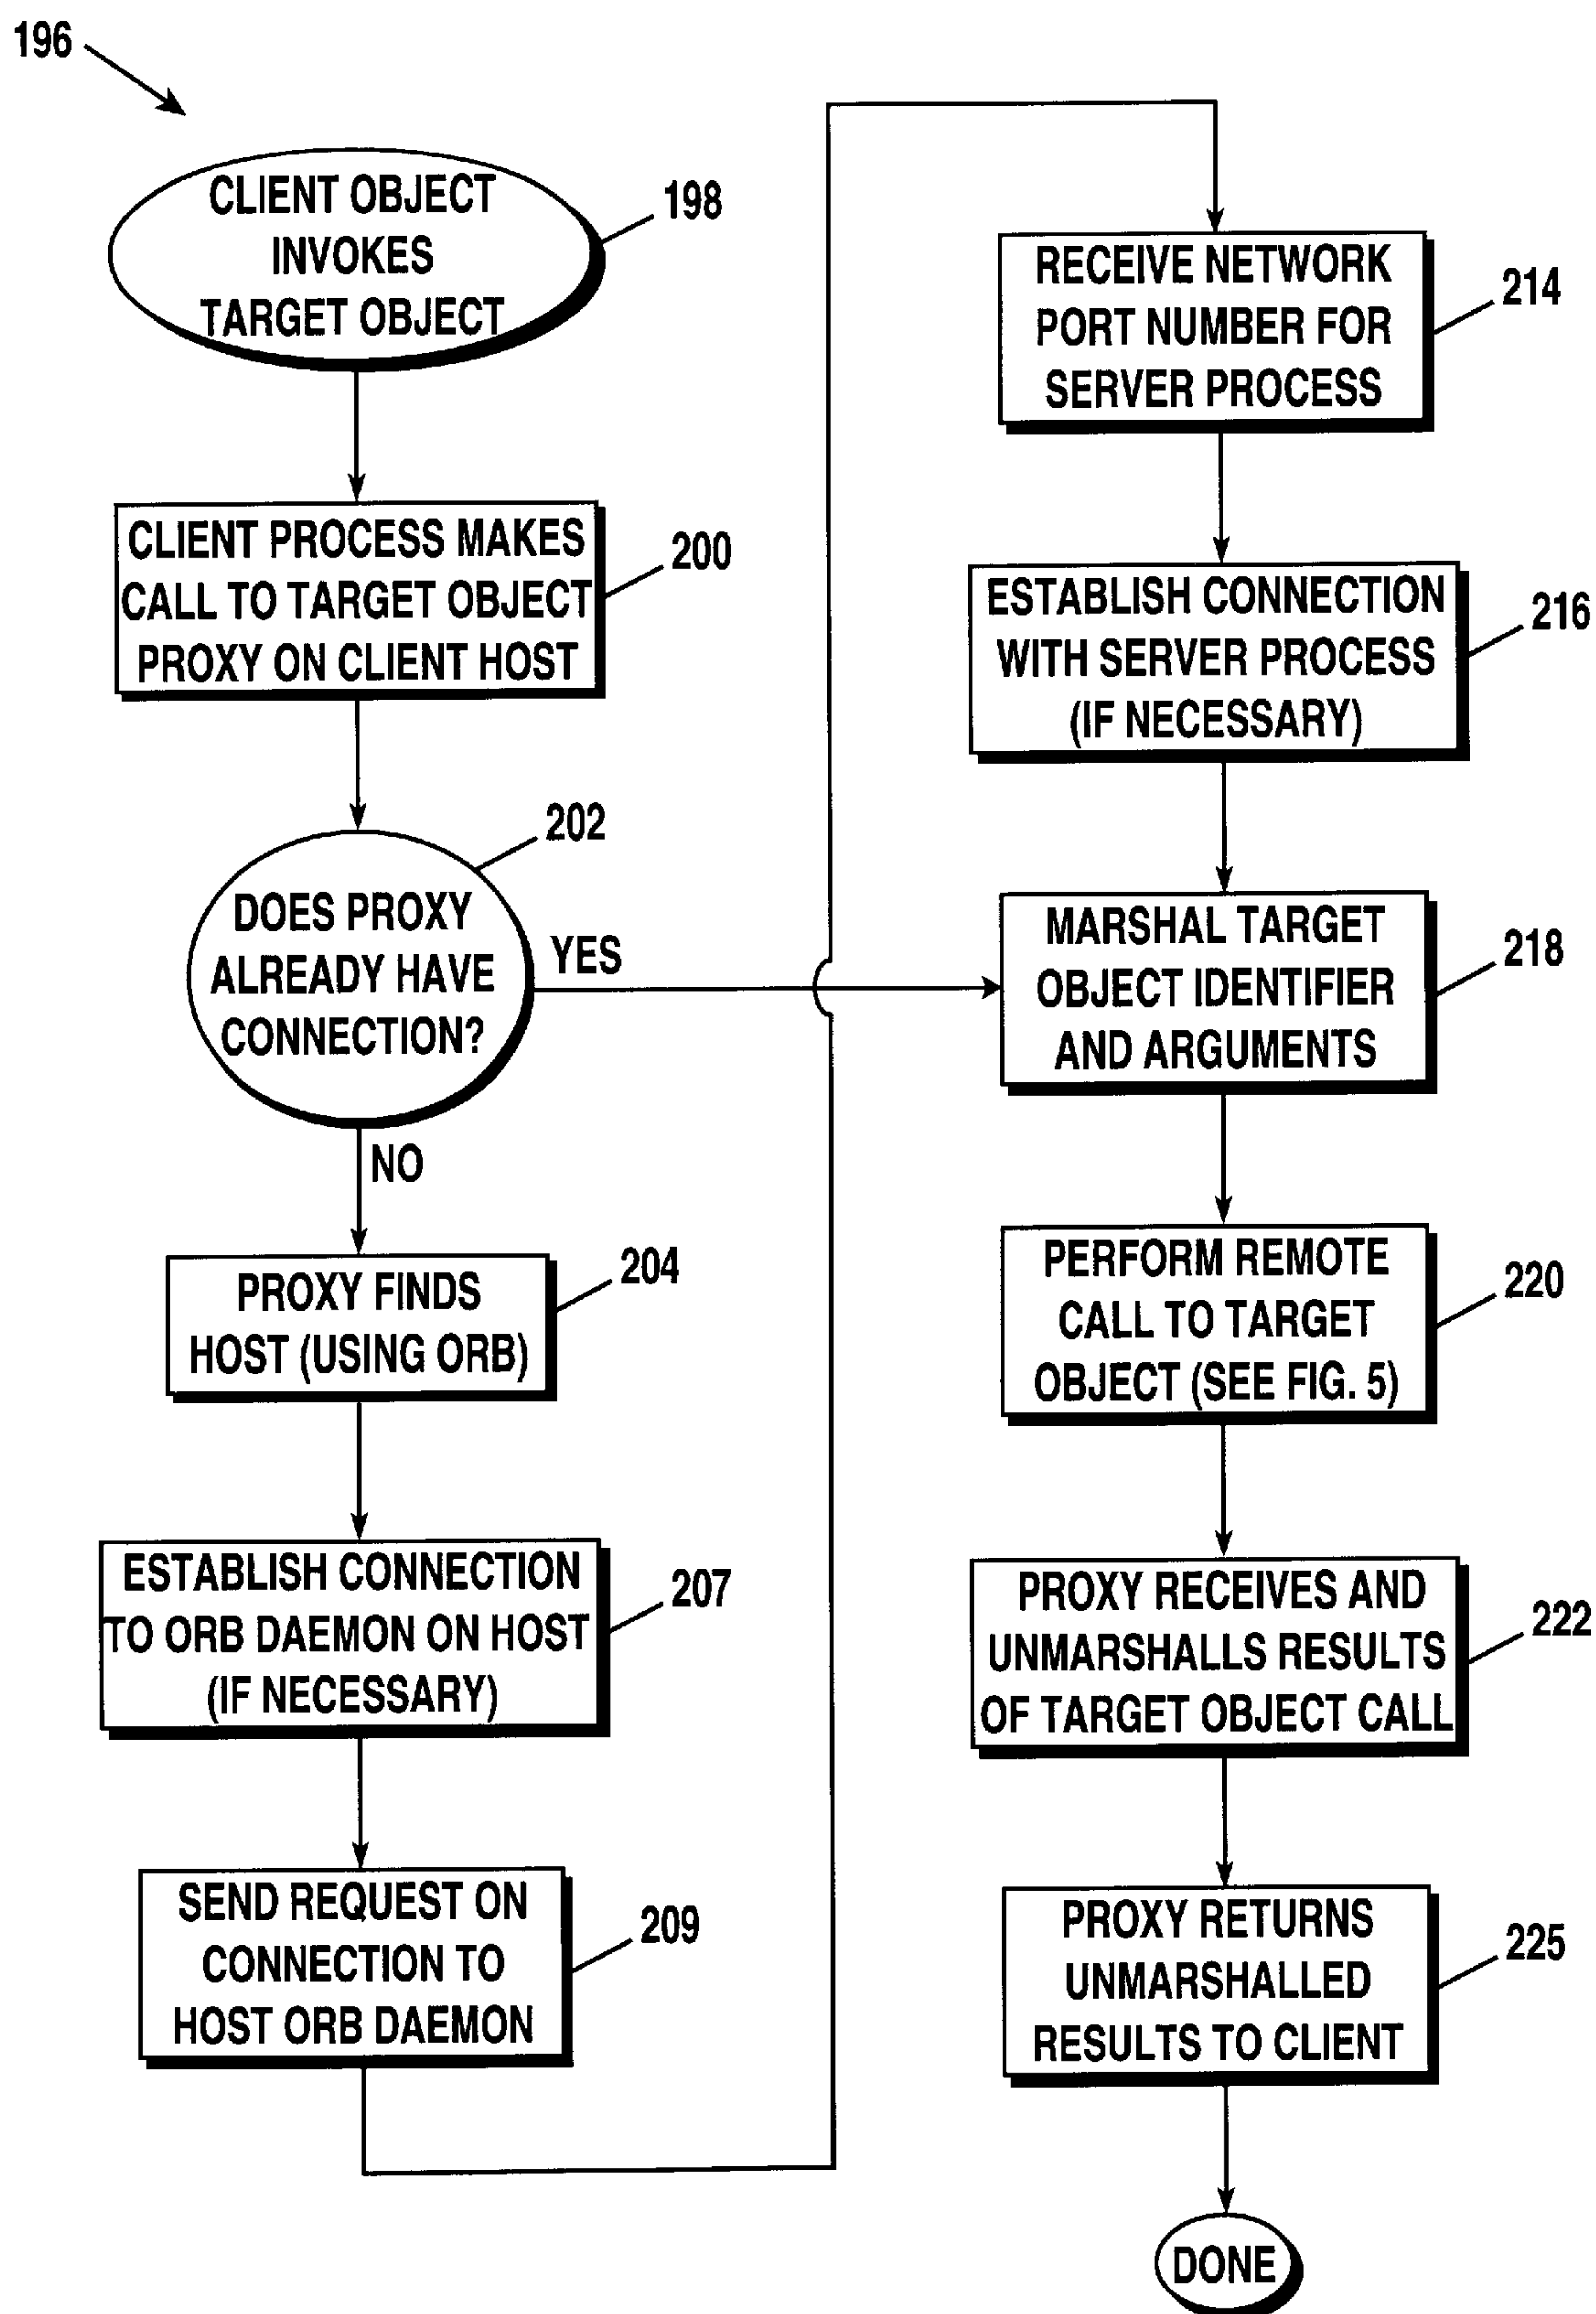 196
CLIENT OBJECT
INVOKES
TARGET OBJECT
198
CLIENT PROCESS MAKES
CALL TO TARGET OBJECT
PROXY ON CLIENT HOST
200
DOES PROXY
ALREADY HAVE
CONNECTION?
202
YES
NO
PROXY FINDS
HOST (USING ORB)
204
ESTABLISH CONNECTION
TO ORB DAEMON ON HOST
(IF NECESSARY)
207
SEND REQUEST ON
CONNECTION TO
HOST ORB DAEMON
209
RECEIVE NETWORK
PORT NUMBER FOR
SERVER PROCESS
214
ESTABLISH CONNECTION
WITH SERVER PROCESS
(IF NECESSARY)
216
MARSHAL TARGET
OBJECT IDENTIFIER
AND ARGUMENTS
218
PERFORM REMOTE
CALL TO TARGET
OBJECT (SEE FIG. 5)
220
PROXY RECEIVES AND
UNMARSHALLS RESULTS
OF TARGET OBJECT CALL
222
PROXY RETURNS
UNMARSHALLED
RESULTS TO CLIENT
225
DONE